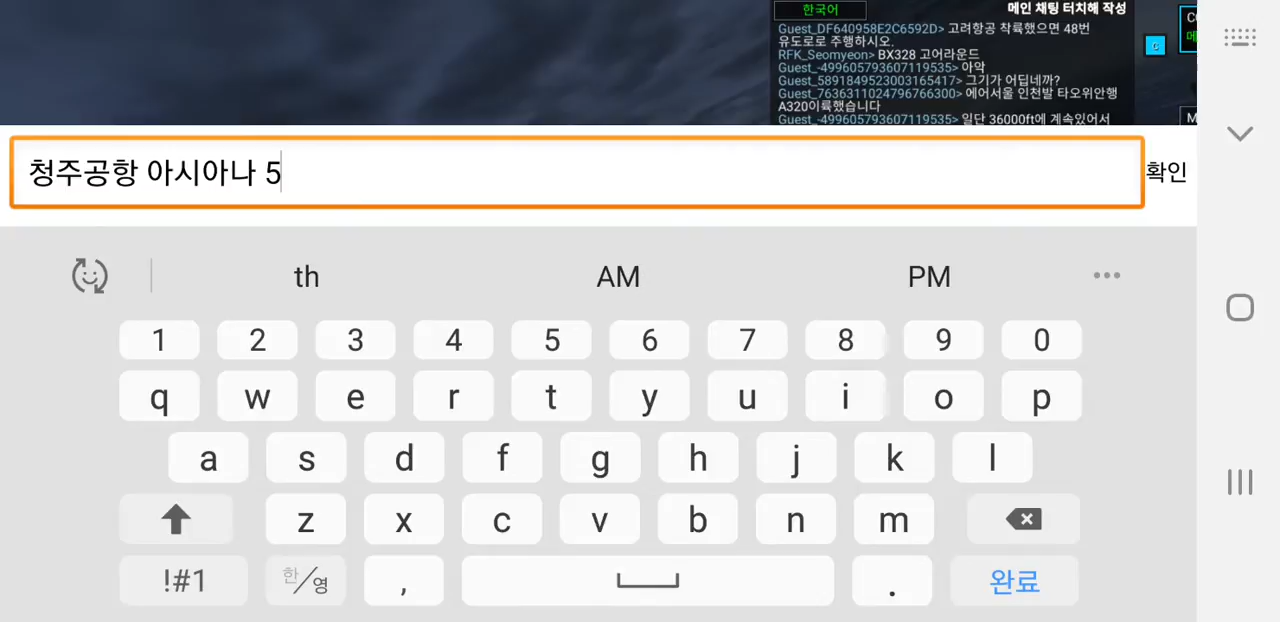 한국어
메인 채팅 터치해 작성
Guest_DF640958E2C6592D> 고려항공 착륙했으면 48번
유도로로 주행하시오.
RFK_Seomyeon> BX328 고어라운드
Guest_-499605793607119535> 아악
Guest_5891849523003165417> 그기가 어딥네까?
Guest_7636311024796766300> 에어서울 인천발 타오위안행
A320이륙했습니다
Guest_-499605793607119535> 일단 36000ft에 계속있어서
c
M
청주공항 아시아나 5
확인
th AM PM
1 2 3 4 5 6 7 8 9 0
q w e r t y u i o p
a s d f g h j k l
z x c v b n m
!#1 한/영 , . 완료